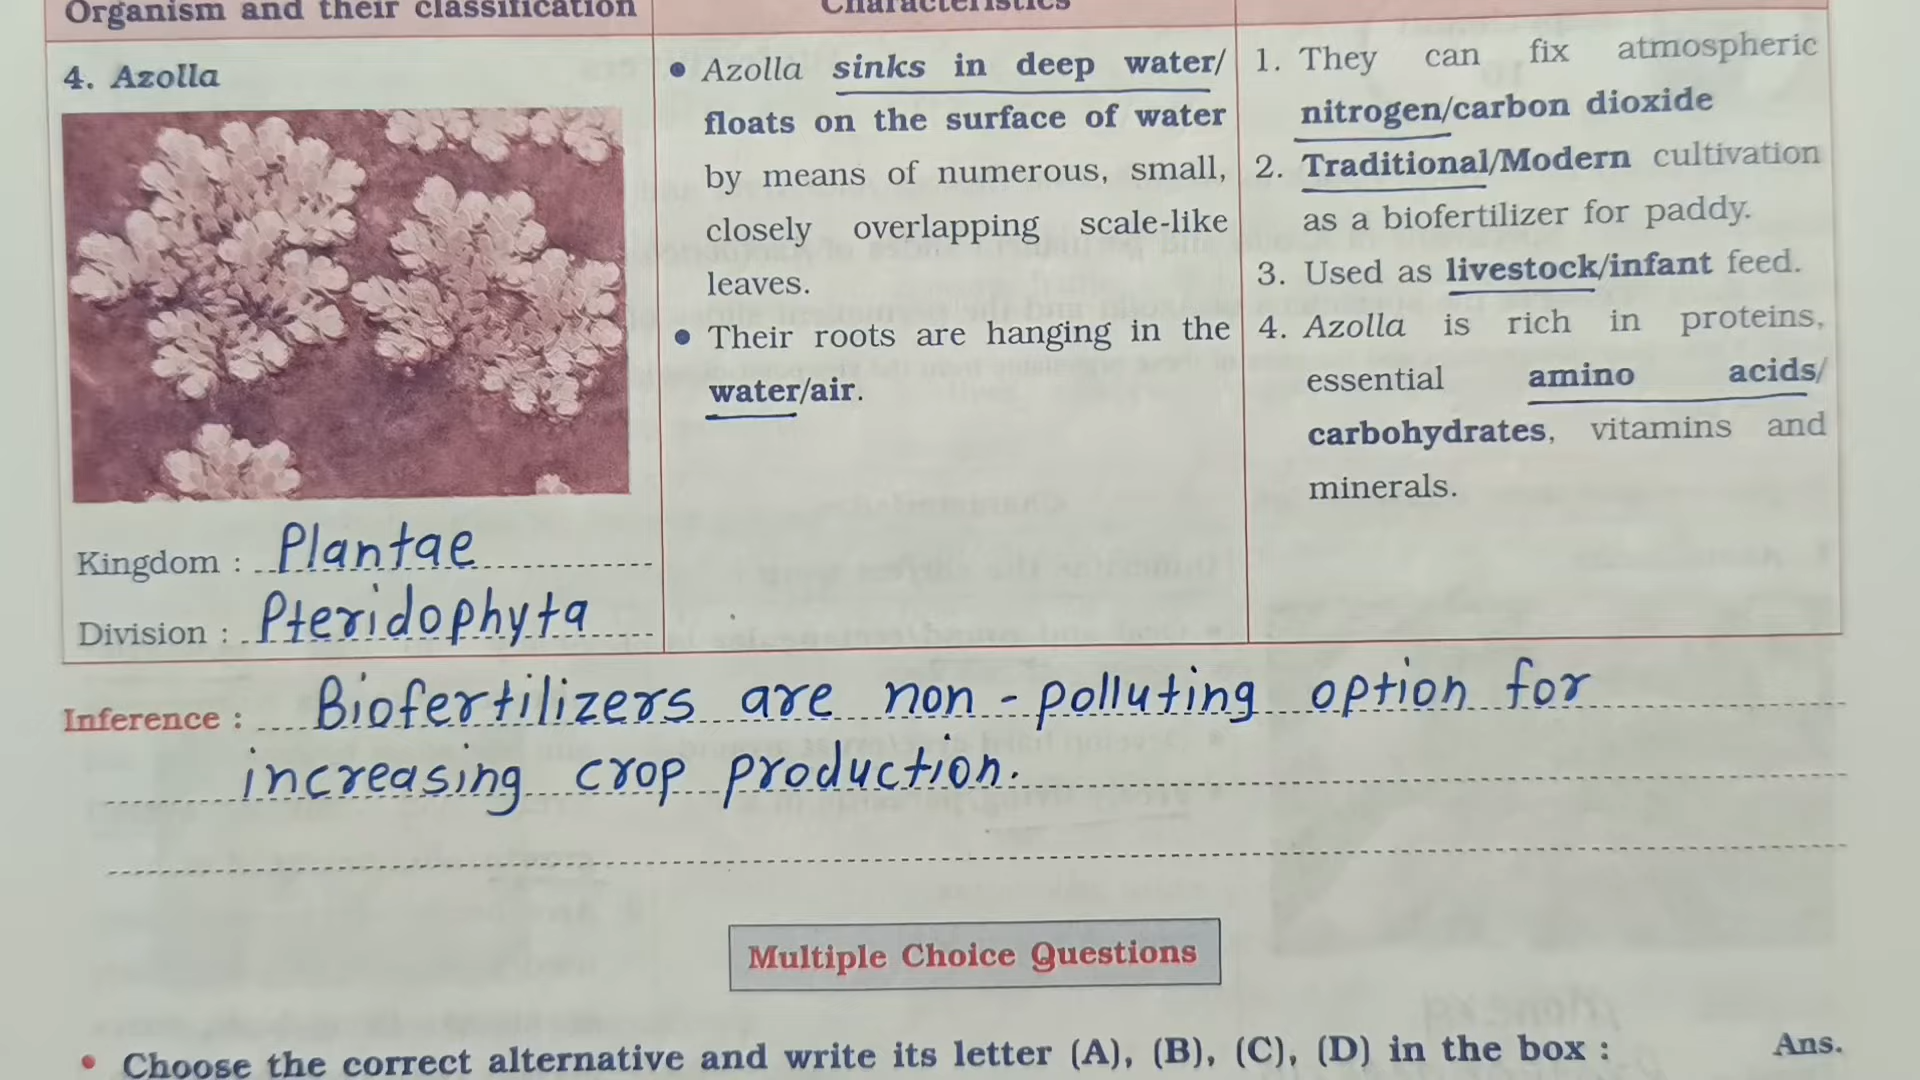 Organism and their classification
Characteristics
4. Azolla
Kingdom : Plantae
Division : Pteridophyta
• Azolla sinks in deep water/
floats on the surface of water
by means of numerous, small,
closely overlapping scale-like
leaves.
• Their roots are hanging in the
water/air.
1. They can fix atmospheric
nitrogen/carbon dioxide
2. Traditional/Modern cultivation
as a biofertilizer for paddy.
3. Used as livestock/infant feed.
4. Azolla is rich in proteins,
essential amino acids/
carbohydrates, vitamins and
minerals.
Inference : Biofertilizers are non - polluting option for
increasing crop production.
Multiple Choice Questions
• Choose the correct alternative and write its letter (A), (B), (C), (D) in the box : Ans.